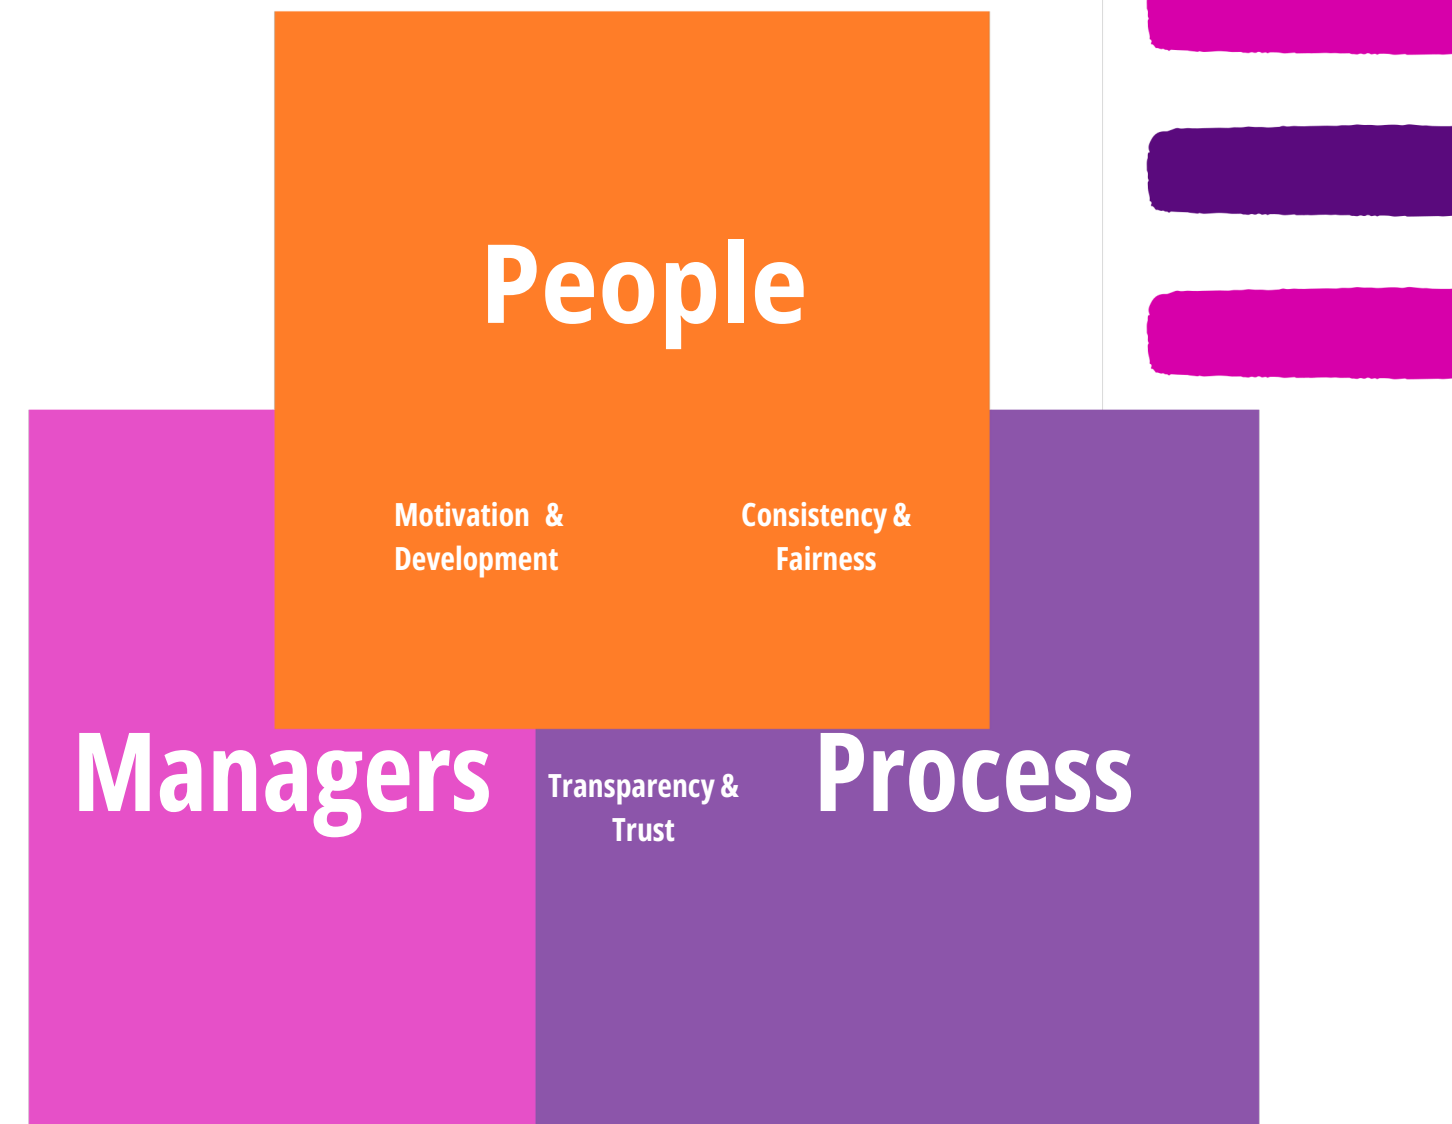 People
Motivation  &
Development
Consistency &
Fairness
Managers
Transparency &
Trust
Process